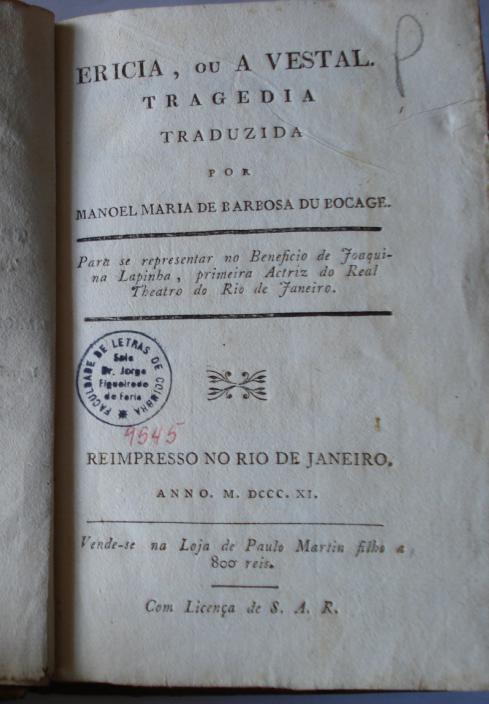 ERICIA, OU A VESTAL.
TRAGEDIA
TRADUZIDA
POR
MANOEL MARIA DE BARBOSA DU BOCAGE.
Para se representar no Beneficio de Joaqui-
na Lapinha, primeira Actriz do Real
Theatro do Rio de Janeiro.
FACULDADE DE LETRAS DE COIMBRA
Sala
Dr. Jorge
Figueiredo
de Faria
9545
REIMPRESSO NO RIO DE JANEIRO.
ANNO. M. DCCC. XI.
Vende-se na Loja de Paulo Martin filho a
800 reis.
Com Licença de S. A. R.
P